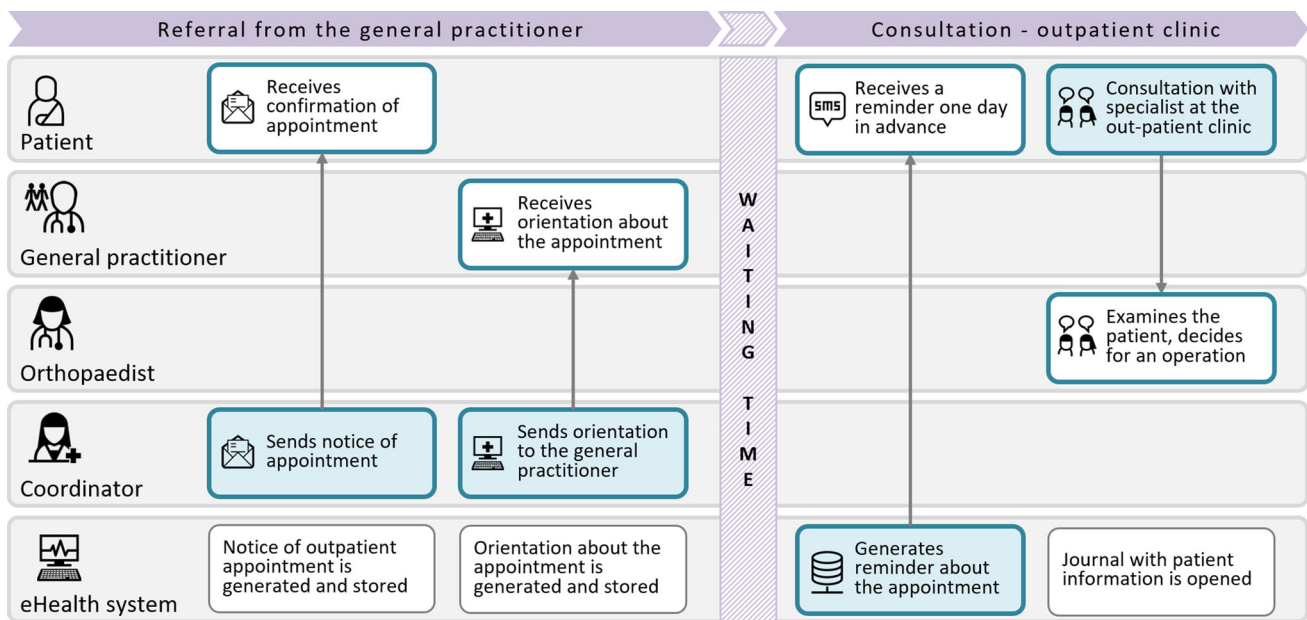 Referral from the general practitioner
Consultation - outpatient clinic
Patient
Receives
confirmation of
appointment
sms
Receives a
reminder one day
in advance
Consultation with
specialist at the
out-patient clinic
General practitioner
Receives
orientation about
the appointment
WAITING TIME
Orthopaedist
Examines the
patient, decides
for an operation
Coordinator
Sends notice of
appointment
Sends orientation
to the general
practitioner
eHealth system
Notice of outpatient
appointment is
generated and stored
Orientation about the
appointment is
generated and stored
Generates
reminder about
the appointment
Journal with patient
information is opened